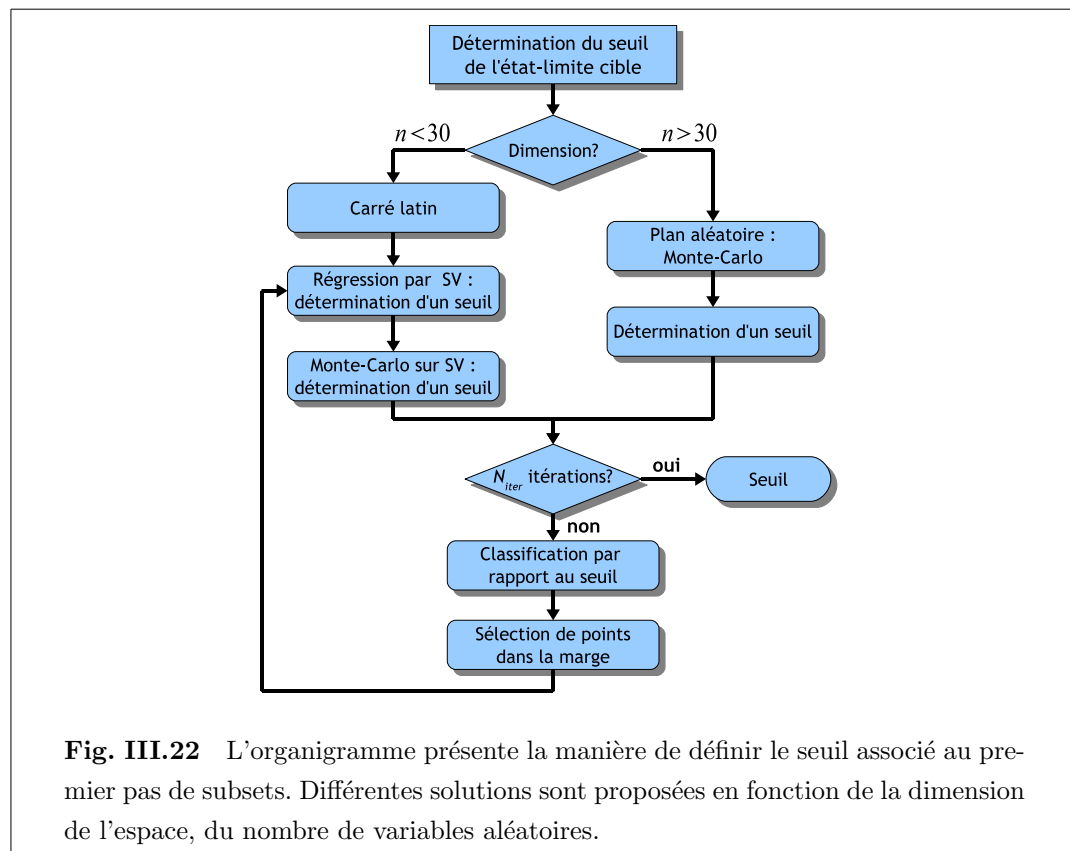 Détermination du seuil
de l'état-limite cible
n<30
n>30
Dimension?
Carré latin
Plan aléatoire :
Monte-Carlo
Régression par SV :
détermination d'un seuil
Détermination d'un seuil
Monte-Carlo sur SV :
détermination d'un seuil
Niter itérations?
oui
Seuil
non
Classification par
rapport au seuil
Sélection de points
dans la marge
Fig. III.22 L'organigramme présente la manière de définir le seuil associé au pre-
mier pas de subsets. Différentes solutions sont proposées en fonction de la dimension
de l'espace, du nombre de variables aléatoires.